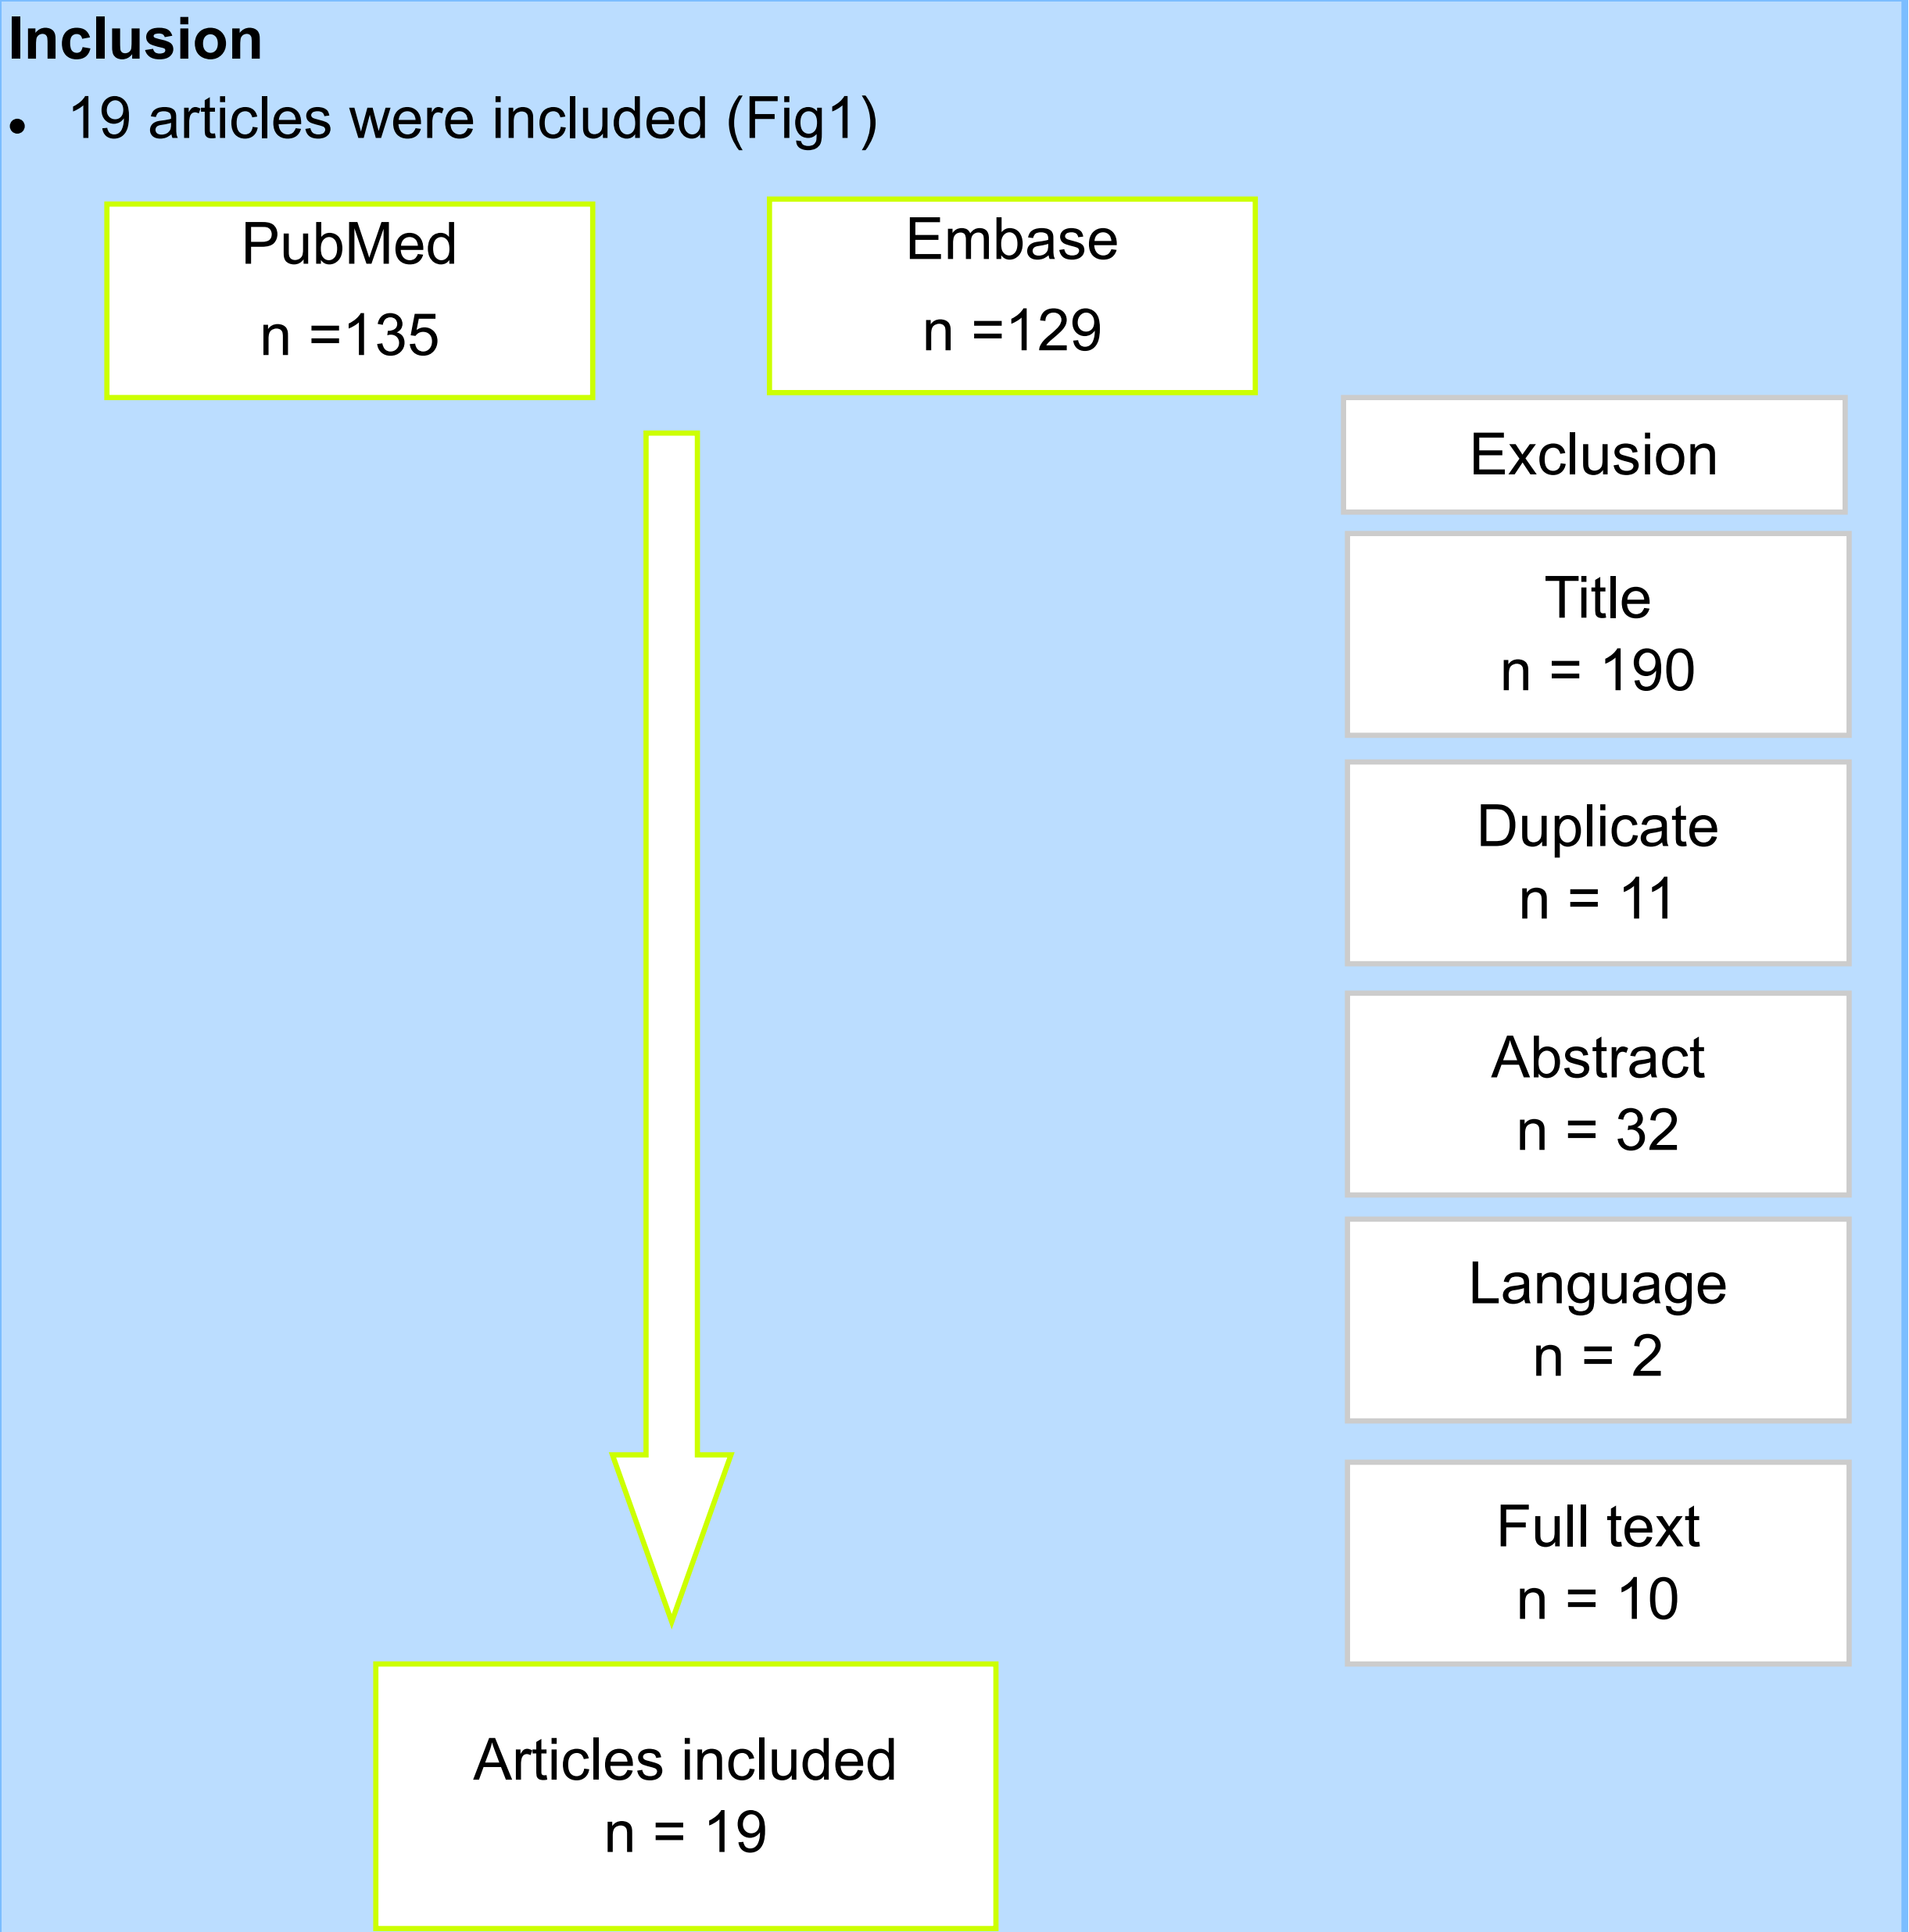 Inclusion
• 19 articles were included (Fig1)
PubMed
n =135
Embase
n =129
Exclusion
Title
n = 190
Duplicate
n = 11
Abstract
n = 32
Language
n = 2
Full text
n = 10
Articles included
n = 19